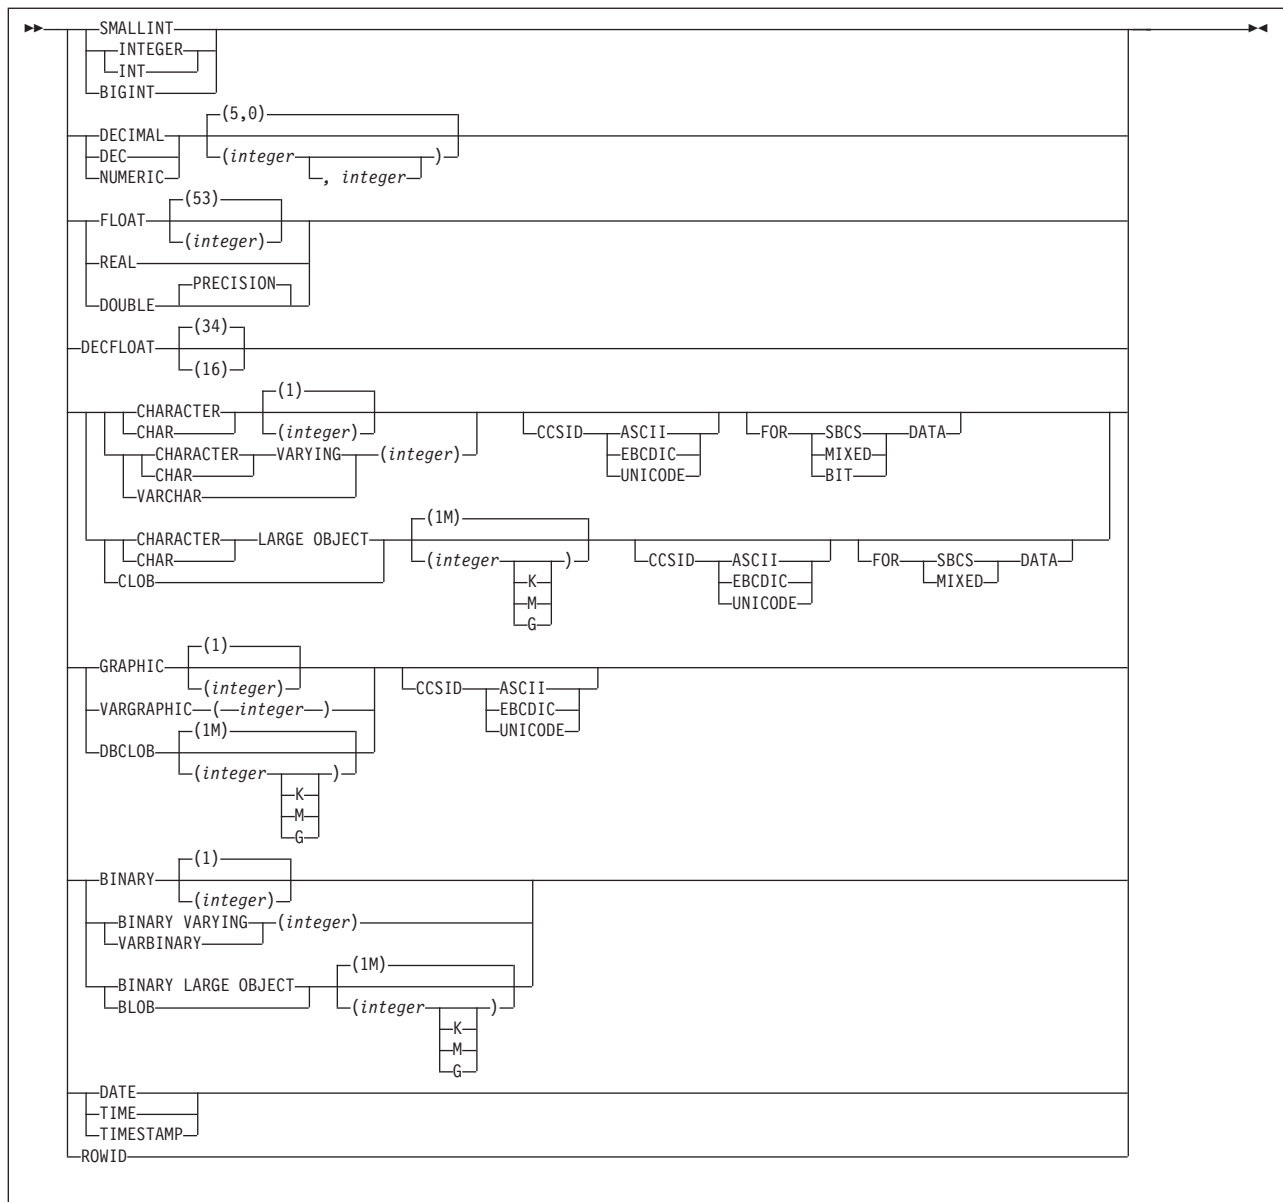 SMALLINT
INTEGER
INT
BIGINT
(5,0)
DECIMAL
DEC (integer )
NUMERIC , integer
(53)
FLOAT
(integer)
REAL
PRECISION
DOUBLE
(34)
DECFLOAT
(16)
(1)
CHARACTER
CHAR (integer) CCSID ASCII FOR SBCS DATA
CHARACTER VARYING (integer) EBCDIC MIXED
CHAR UNICODE BIT
VARCHAR
(1M)
CHARACTER LARGE OBJECT
CHAR (integer ) CCSID ASCII FOR SBCS DATA
CLOB K EBCDIC MIXED
M UNICODE
G
(1)
GRAPHIC
(integer) CCSID ASCII
VARGRAPHIC ( integer ) EBCDIC
(1M) UNICODE
DBCLOB
(integer )
K
M
G
(1)
BINARY
(integer)
BINARY VARYING (integer)
VARBINARY
(1M)
BINARY LARGE OBJECT
BLOB (integer )
K
M
G
DATE
TIME
TIMESTAMP
ROWID